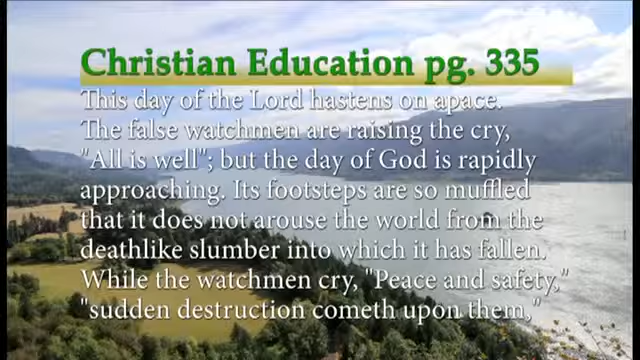 Christian Education pg. 335
This day of the Lord hastens on apace.
The false watchmen are raising the cry,
"All is well"; but the day of God is rapidly
approaching. Its footsteps are so muffled
that it does not arouse the world from the
deathlike slumber into which it has fallen.
While the watchmen cry, "Peace and safety,"
"sudden destruction cometh upon them,"